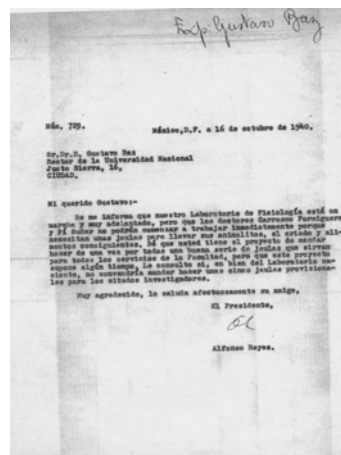 Exp. Gustavo Baz
Núm. 729.
México, D.F. a 16 de octubre de 1940.
Sr. Dr. D. Gustavo Baz
Rector de la Universidad Nacional
Justo Sierra, 16,
CIUDAD.
Mi querido Gustavo:-
Se me informa que nuestro Laboratorio de Fisiología está en
marcha y muy adelantado, pero que los doctores Carrasco Formiguera
y Pi Suñer no podrán comenzar a trabajar inmediatamente porque
necesitan unas jaulas para llevar sus animalitos, el criado y ali-
mentos consiguientes. Sé que usted tiene el proyecto de mandar
hacer de una vez por todas una buena serie de jaulas que sirvan
para todos los servicios de la Facultad, pero que este proyecto
supone algún tiempo. Le consulto si, en bien del Laboratorio na-
ciente, no convendría mandar hacer unas cinco jaulas provisiona-
les para los citados investigadores.
Muy agradecido, lo saluda afectuosamente su amigo,
El Presidente,
Alfonso Reyes.